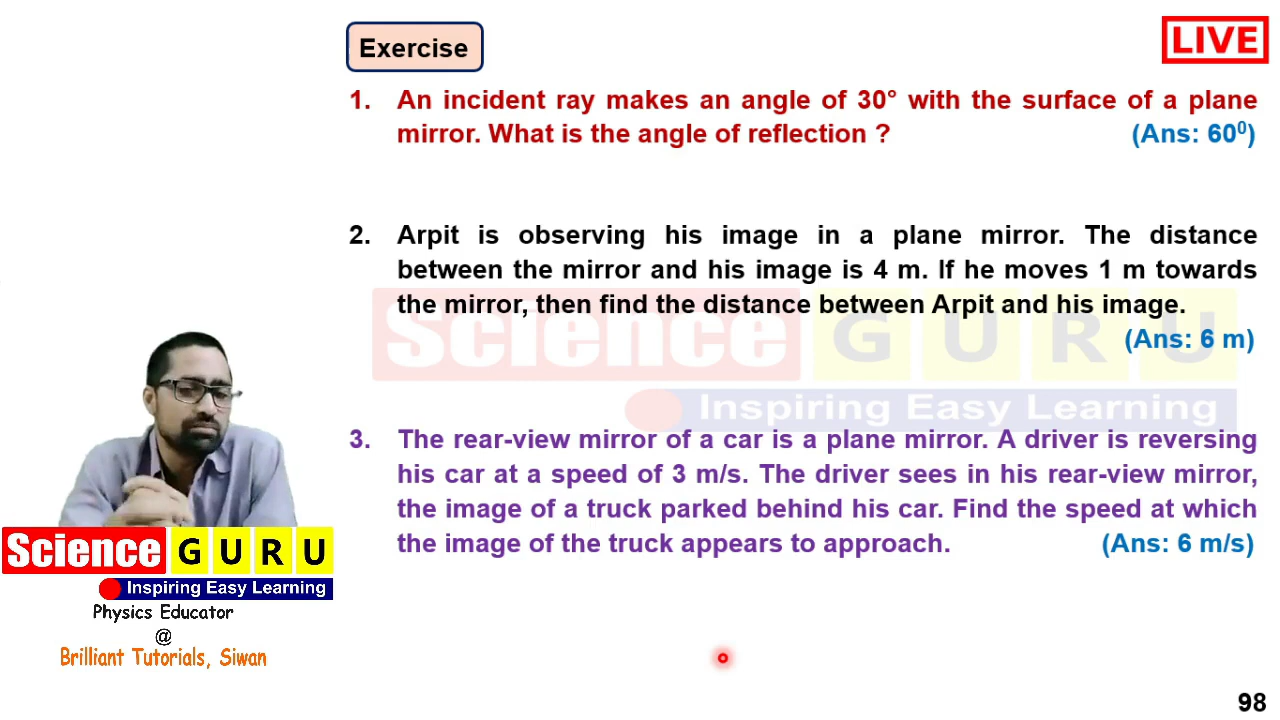 Exercise
LIVE
1. An incident ray makes an angle of 30° with the surface of a plane
mirror. What is the angle of reflection ? (Ans: 60⁰)
2. Arpit is observing his image in a plane mirror. The distance
between the mirror and his image is 4 m. If he moves 1 m towards
the mirror, then find the distance between Arpit and his image.
(Ans: 6 m)
Science GURU
Inspiring Easy Learning
3. The rear-view mirror of a car is a plane mirror. A driver is reversing
his car at a speed of 3 m/s. The driver sees in his rear-view mirror,
the image of a truck parked behind his car. Find the speed at which
the image of the truck appears to approach. (Ans: 6 m/s)
Science GURU
Inspiring Easy Learning
Physics Educator
@
Brilliant Tutorials, Siwan
98